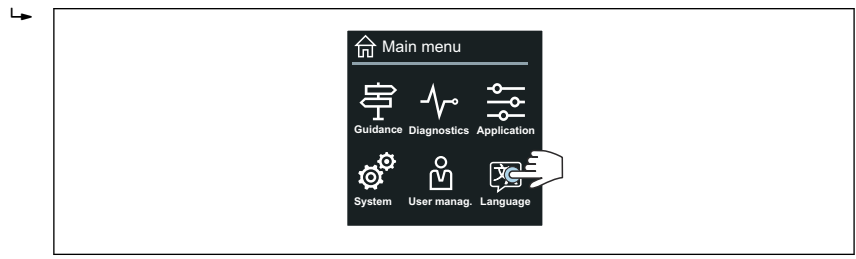 Main menu
Guidance Diagnostics Application
System User manag. Language